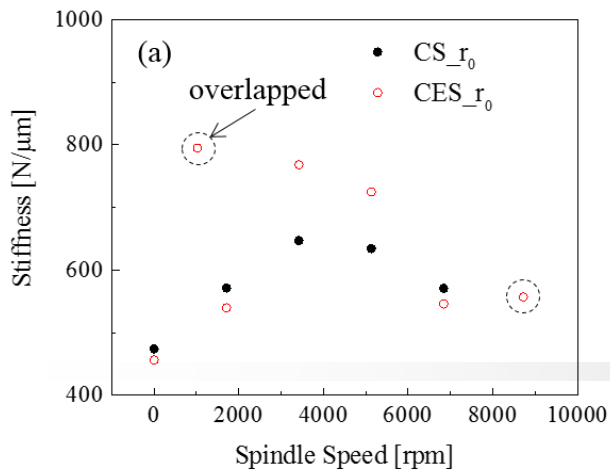 1000
(a)
CS_r₀
overlapped
CES_r₀
800
600
400
Stiffness [N/μm]
0
2000
4000
6000
8000
10000
Spindle Speed [rpm]